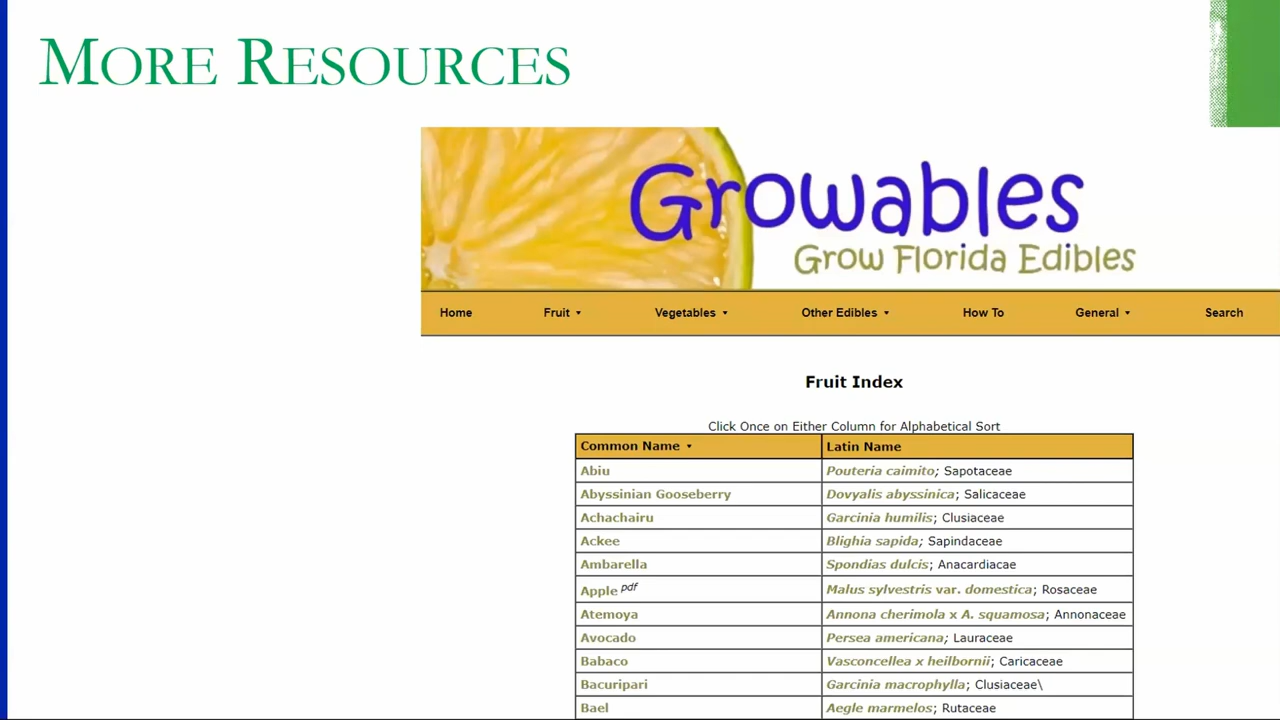 MORE RESOURCES
Growables
Grow Florida Edibles
Home Fruit ▾ Vegetables ▾ Other Edibles ▾ How To General ▾ Search
Fruit Index
Click Once on Either Column for Alphabetical Sort
Common Name ▾ Latin Name
Abiu Pouteria caimito; Sapotaceae
Abyssinian Gooseberry Dovyalis abyssinica; Salicaceae
Achachairu Garcinia humilis; Clusiaceae
Ackee Blighia sapida; Sapindaceae
Ambarella Spondias dulcis; Anacardiacae
Apple pdf Malus sylvestris var. domestica; Rosaceae
Atemoya Annona cherimola x A. squamosa; Annonaceae
Avocado Persea americana; Lauraceae
Babaco Vasconcellea x heilbornii; Caricaceae
Bacuripari Garcinia macrophylla; Clusiaceae\
Bael Aegle marmelos; Rutaceae